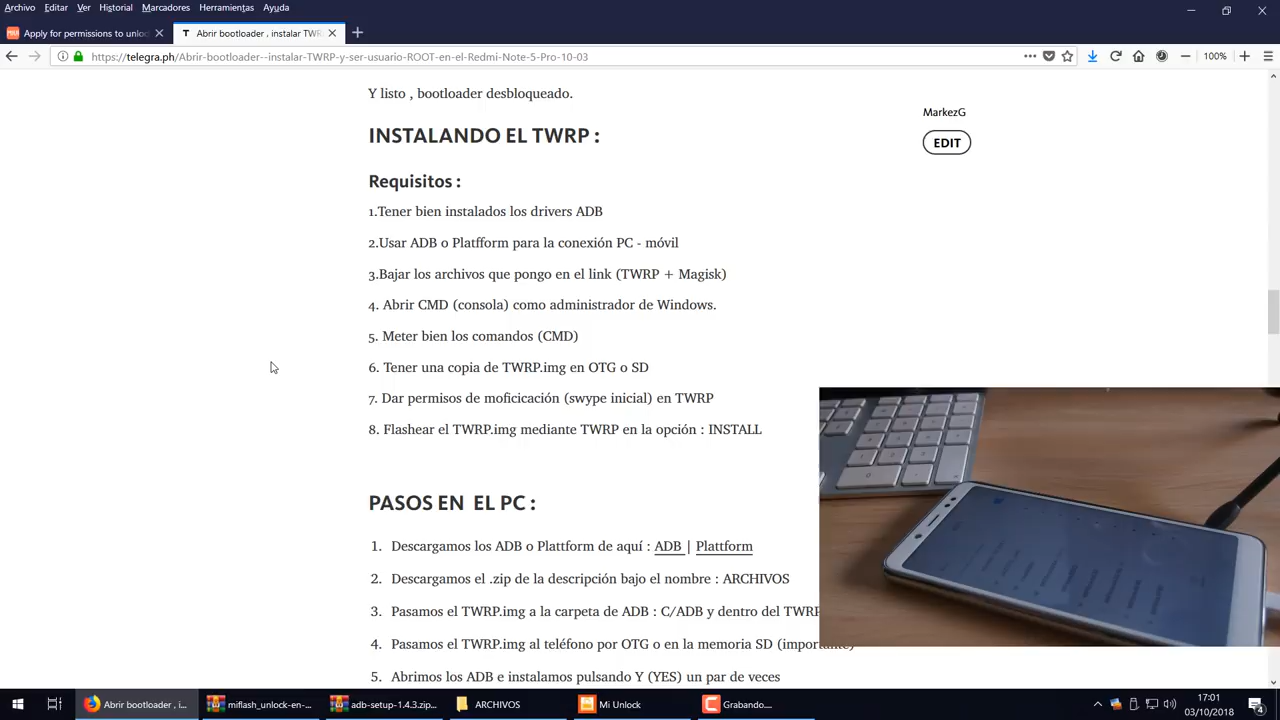 Archivo Editar Ver Historial Marcadores Herramientas Ayuda
Apply for permissions to unlo
Abrir bootloader , instalar TWR
https://telegra.ph/Abrir-bootloader--instalar-TWRP-y-ser-usuario-ROOT-en-el-Redmi-Note-5-Pro-10-03
100%
Y listo , bootloader desbloqueado.
MarkezG
EDIT
INSTALANDO EL TWRP :
Requisitos :
1.Tener bien instalados los drivers ADB
2.Usar ADB o Platfform para la conexión PC - móvil
3.Bajar los archivos que pongo en el link (TWRP + Magisk)
4. Abrir CMD (consola) como administrador de Windows.
5. Meter bien los comandos (CMD)
6. Tener una copia de TWRP.img en OTG o SD
7. Dar permisos de moficicación (swype inicial) en TWRP
8. Flashear el TWRP.img mediante TWRP en la opción : INSTALL
PASOS EN EL PC :
1. Descargamos los ADB o Plattform de aquí : ADB | Plattform
2. Descargamos el .zip de la descripción bajo el nombre : ARCHIVOS
3. Pasamos el TWRP.img a la carpeta de ADB : C/ADB y dentro del TWRP
4. Pasamos el TWRP.img al teléfono por OTG o en la memoria SD (importante)
5. Abrimos los ADB e instalamos pulsando Y (YES) un par de veces
Abrir bootloader , i...
miflash_unlock-en-...
adb-setup-1.4.3.zip...
ARCHIVOS
Mi Unlock
Grabando....
17:01
03/10/2018
4